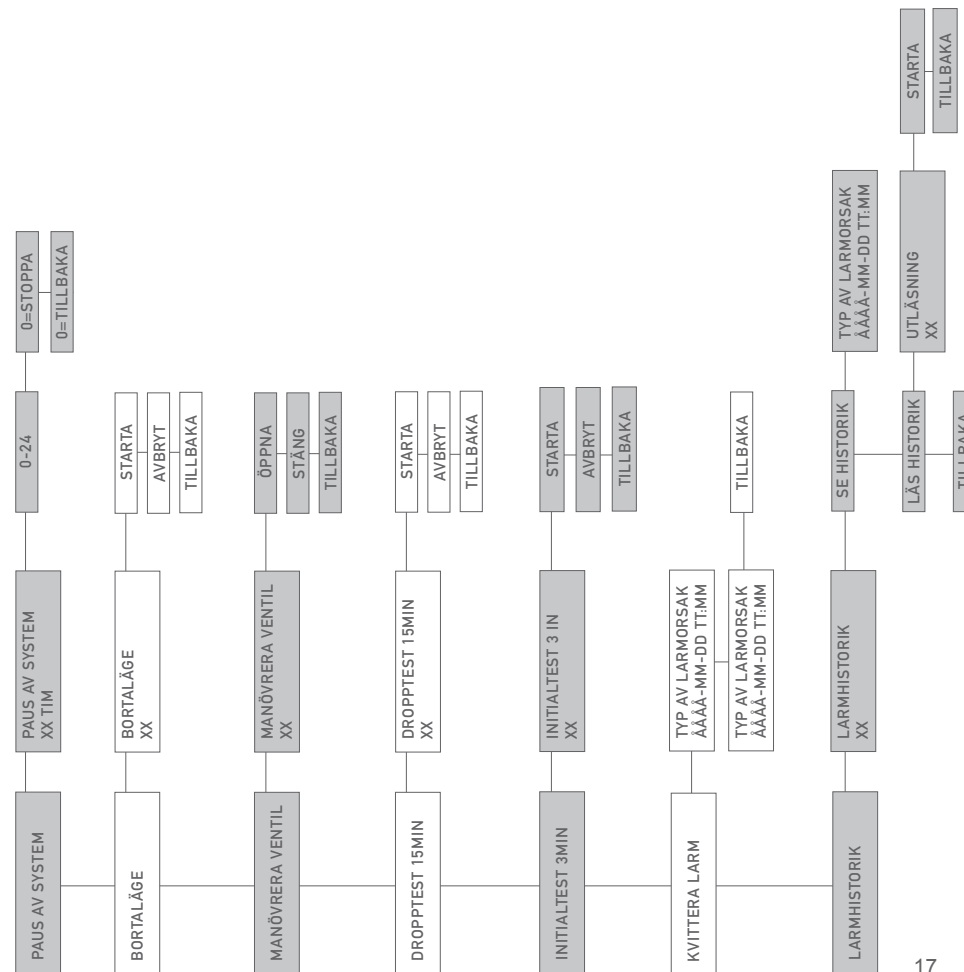 PAUS AV SYSTEM
PAUS AV SYSTEM
XX TIM
0-24
0=STOPPA
0=TILLBAKA
BORTALÄGE
BORTALÄGE
XX
STARTA
AVBRYT
TILLBAKA
MANÖVRERA VENTIL
MANÖVRERA VENTIL
XX
ÖPPNA
STÄNG
TILLBAKA
DROPPTEST 15MIN
DROPPTEST 15MIN
XX
STARTA
AVBRYT
TILLBAKA
INITIALTEST 3MIN
INITIALTEST 3 IN
XX
STARTA
AVBRYT
TILLBAKA
KVITTERA LARM
TYP AV LARMORSAK
ÅÅÅÅ-MM-DD TT:MM
TYP AV LARMORSAK
ÅÅÅÅ-MM-DD TT:MM
TILLBAKA
LARMHISTORIK
LARMHISTORIK
XX
SE HISTORIK
TYP AV LARMORSAK
ÅÅÅÅ-MM-DD TT:MM
LÄS HISTORIK
UTLÄSNING
XX
STARTA
TILLBAKA
TILLBAKA
17